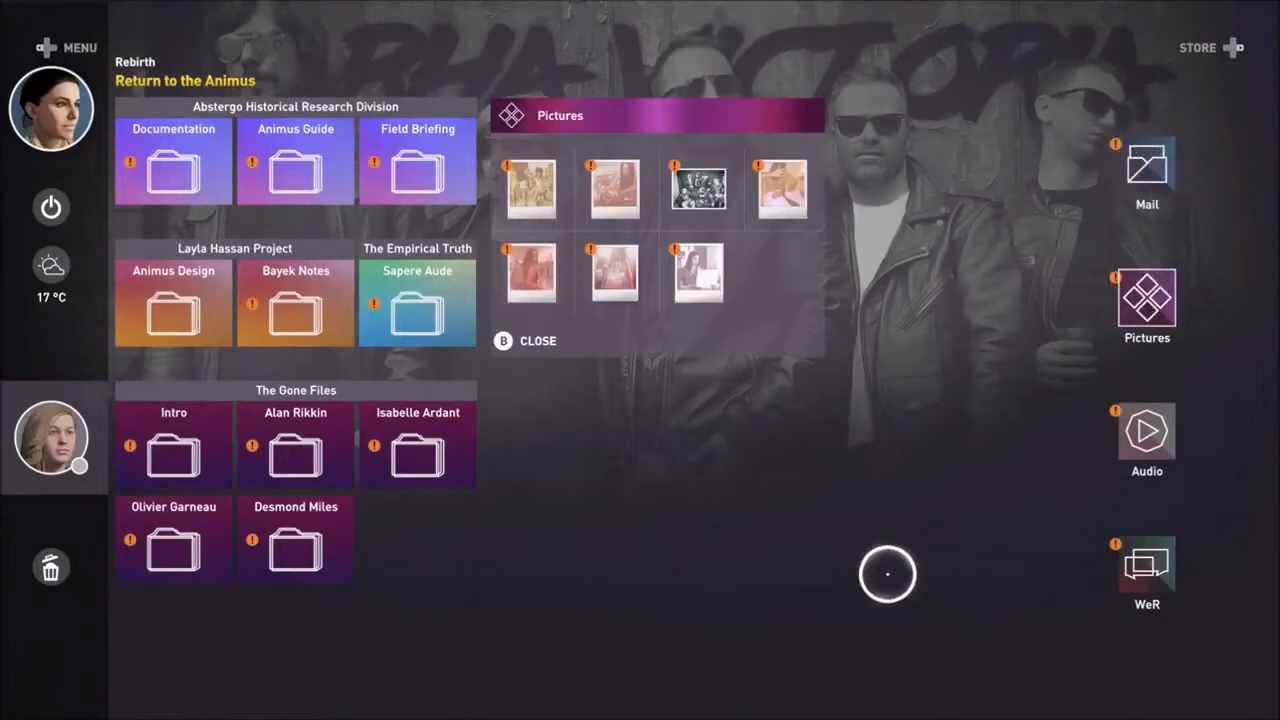 MENU
STORE
Rebirth
Return to the Animus
Abstergo Historical Research Division
Documentation
Animus Guide
Field Briefing
Pictures
Mail
Layla Hassan Project
The Empirical Truth
Animus Design
Bayek Notes
Sapere Aude
17 °C
B CLOSE
Pictures
The Gone Files
Intro
Alan Rikkin
Isabelle Ardant
Audio
Olivier Garneau
Desmond Miles
WeR